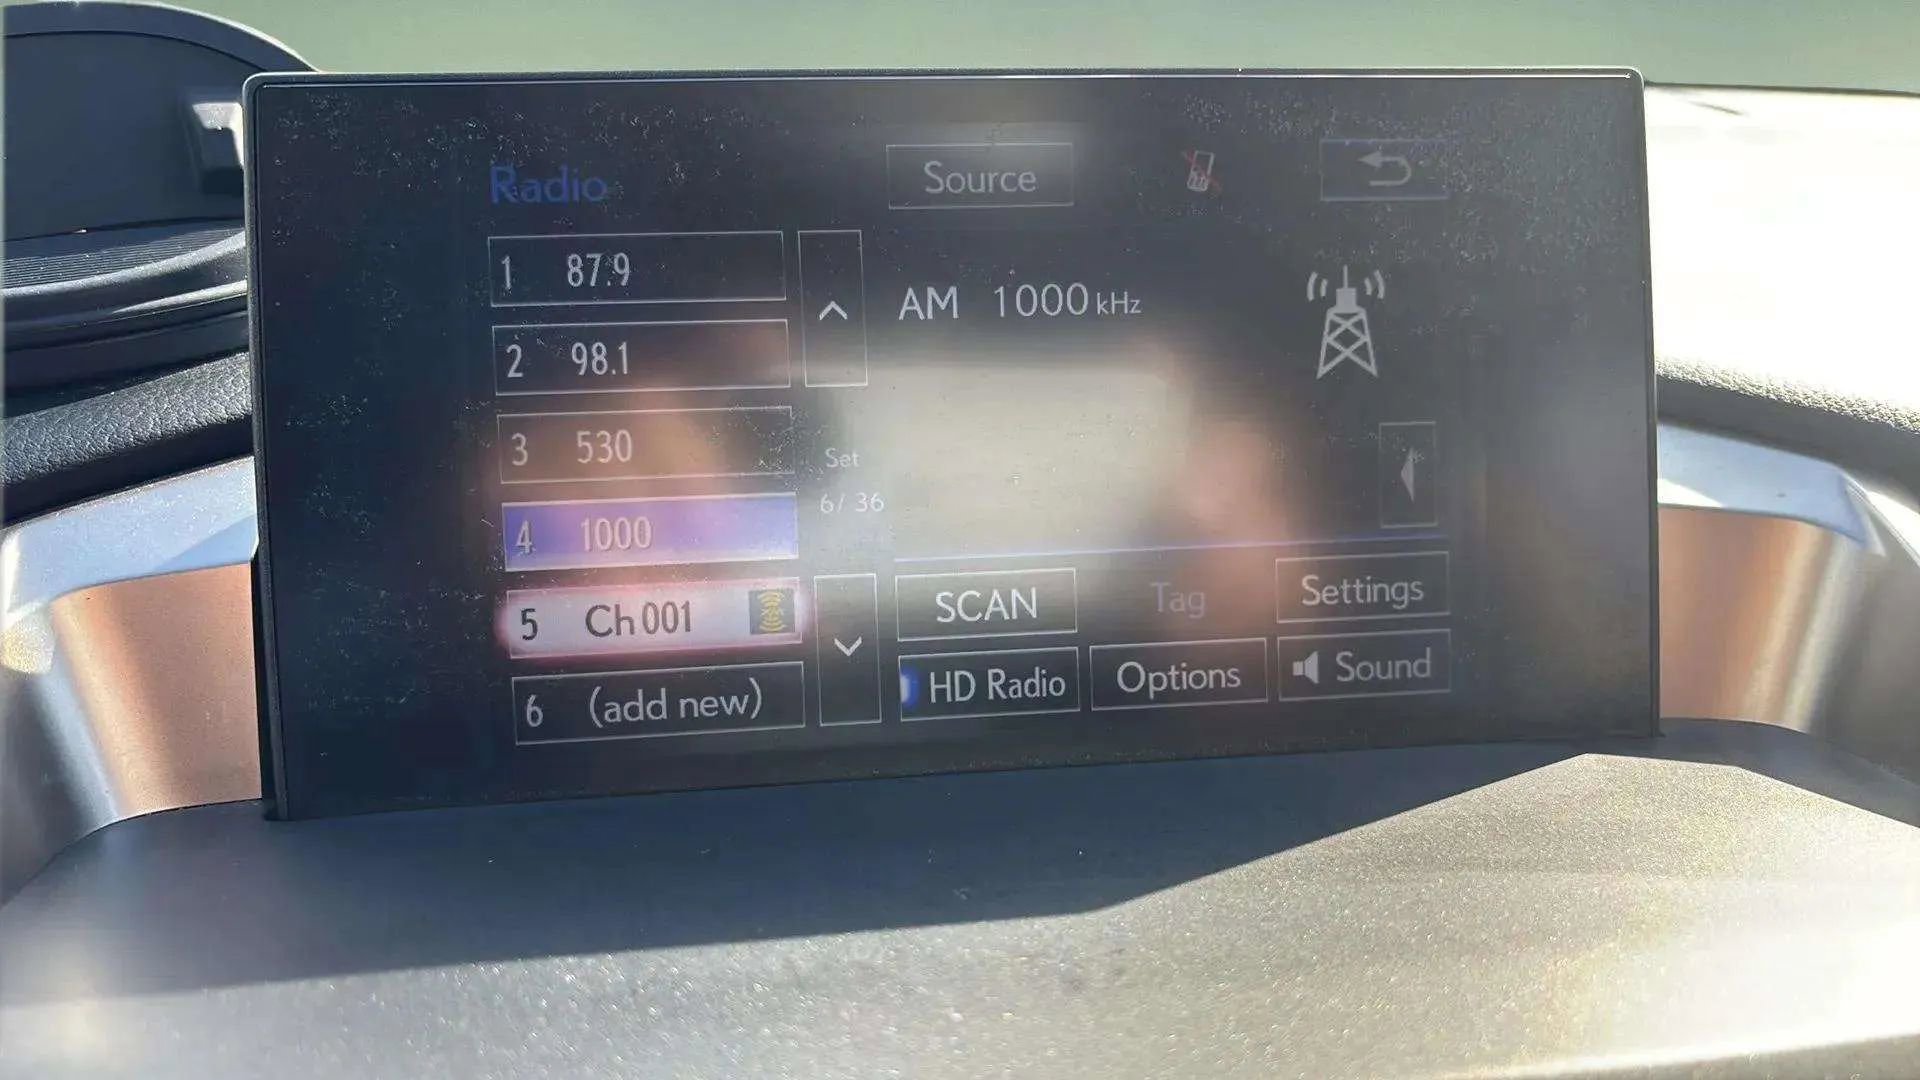 Radio
Source
1 87.9
2 98.1
3 530
4 1000
5 Ch 001
6 (add new)
Set
6/ 36
AM 1000 kHz
SCAN
Tag
Settings
HD Radio
Options
Sound